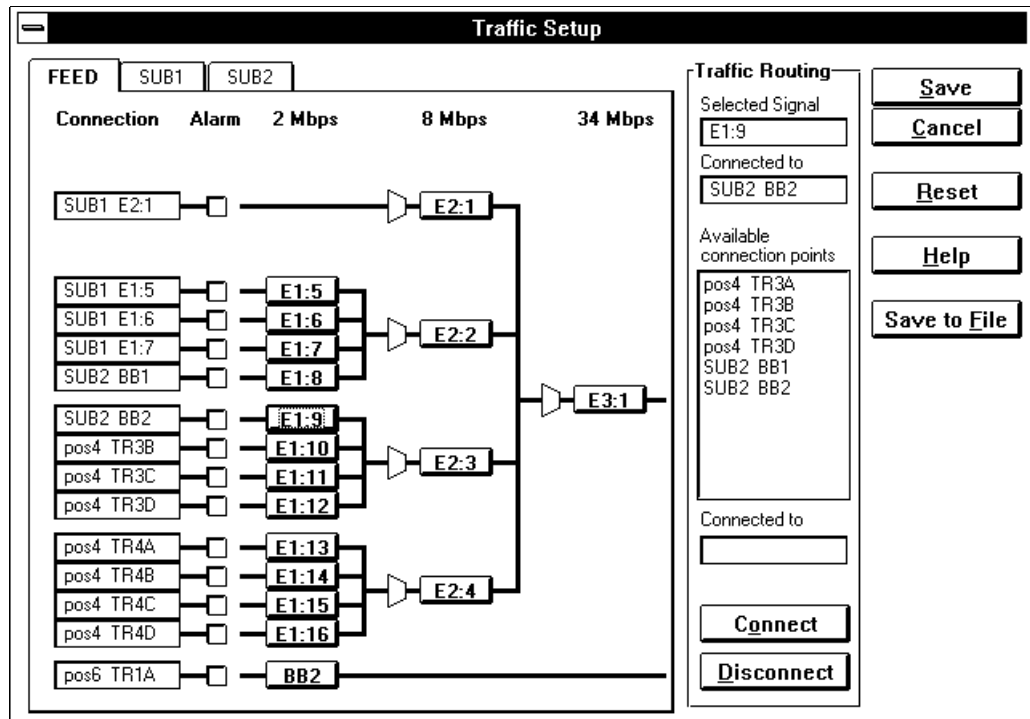 Traffic Setup
FEED SUB1 SUB2
Connection Alarm 2 Mbps 8 Mbps 34 Mbps
SUB1 E2:1 E2:1
SUB1 E1:5 E1:5
SUB1 E1:6 E1:6
E2:2
SUB1 E1:7 E1:7
SUB2 BB1 E1:8
E3:1
SUB2 BB2 E1:9
pos4 TR3B E1:10
E2:3
pos4 TR3C E1:11
pos4 TR3D E1:12
pos4 TR4A E1:13
pos4 TR4B E1:14
E2:4
pos4 TR4C E1:15
pos4 TR4D E1:16
pos6 TR1A BB2
Traffic Routing
Selected Signal
E1:9
Connected to
SUB2 BB2
Available
connection points
pos4 TR3A
pos4 TR3B
pos4 TR3C
pos4 TR3D
SUB2 BB1
SUB2 BB2
Connected to
Connect
Disconnect
Save
Cancel
Reset
Help
Save to File